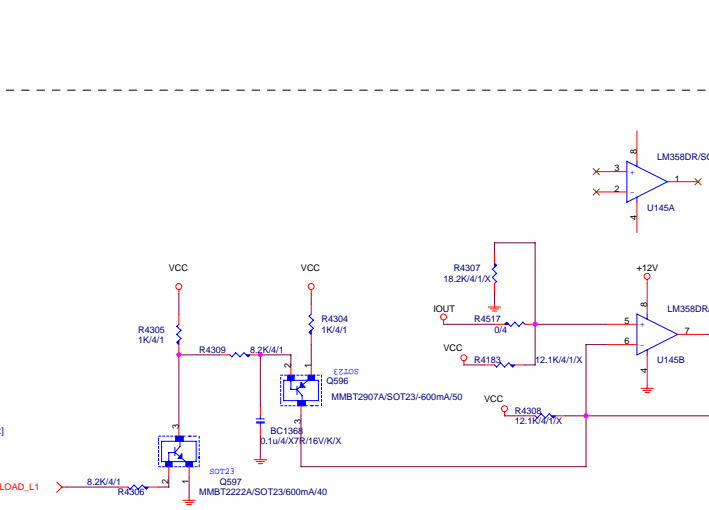 8
LM358DR/SO
3
+
1
2
-
U145A
4
R4307
18.2K/4/1/X
+12V
VCC
VCC
8
LM358DR/
IOUT
R4304
1K/4/1
R4517
0/4
5
+
7
6
-
R4305
1K/4/1
VCC
R4309
8.2K/4/1
R4183
12.1K/4/1/X
U145B
4
2
1
SOT23
Q596
MMBT2907A/SOT23/-600mA/50
VCC
R4308
12.1K/4/1/X
3
BC1368
0.1u/4/X7R/16V/K/X
3
]
SOT23
Q597
MMBT2222A/SOT23/600mA/40
2
1
LOAD_L1
8.2K/4/1
R4306